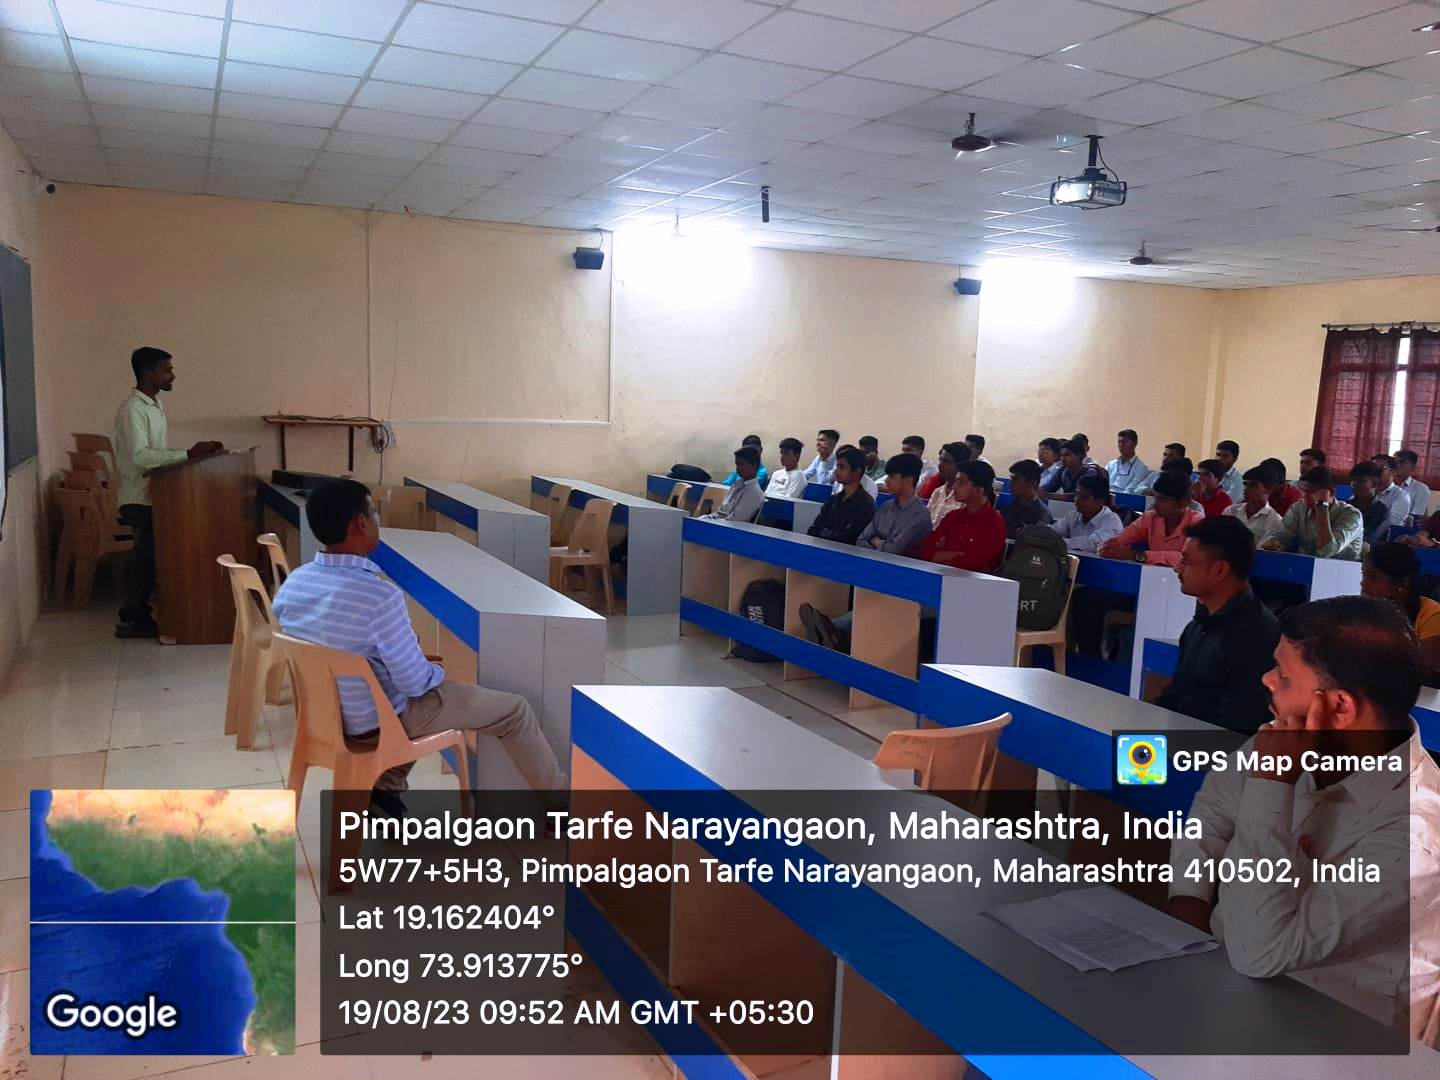 GPS Map Camera
Pimpalgaon Tarfe Narayangaon, Maharashtra, India
5W77+5H3, Pimpalgaon Tarfe Narayangaon, Maharashtra 410502, India
Lat 19.162404°
Long 73.913775°
19/08/23 09:52 AM GMT +05:30
Google